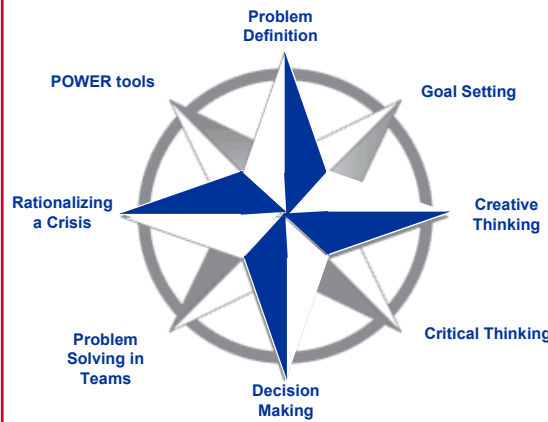 Problem
Definition
POWER tools
Goal Setting
Rationalizing
a Crisis
Creative
Thinking
Problem
Solving in
Teams
Critical Thinking
Decision
Making